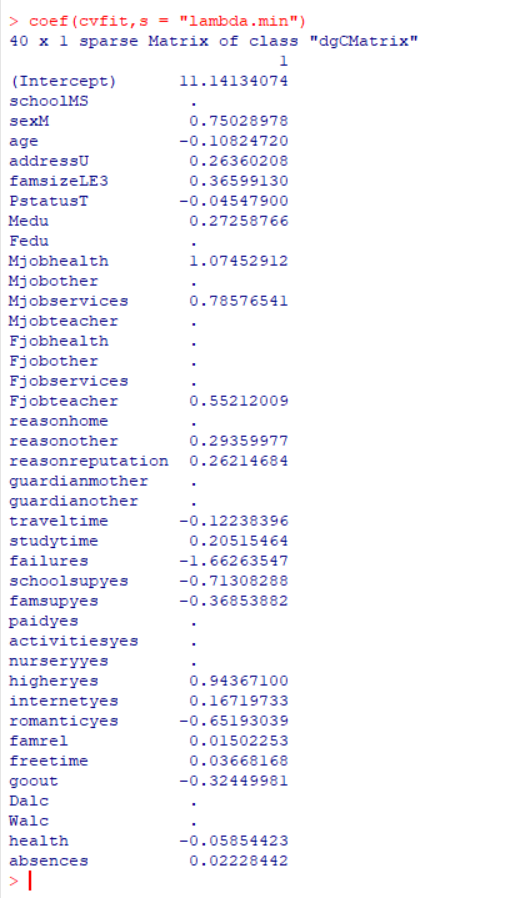 > coef(cvfit,s = "lambda.min")
40 x 1 sparse Matrix of class "dgCMatrix"
                           1
(Intercept)      11.14134074
schoolMS          .
sexM              0.75028978
age              -0.10824720
addressU          0.26360208
famsizeLE3        0.36599130
PstatusT         -0.04547900
Medu              0.27258766
Fedu              .
Mjobhealth        1.07452912
Mjobother         .
Mjobservices      0.78576541
Mjobteacher       .
Fjobhealth        .
Fjobother         .
Fjobservices      .
Fjobteacher       0.55212009
reasonhome        .
reasonother       0.29359977
reasonreputation  0.26214684
guardianmother    .
guardianother     .
traveltime       -0.12238396
studytime         0.20515464
failures         -1.66263547
schoolsupyes     -0.71308288
famsupyes        -0.36853882
paidyes           .
activitiesyes     .
nurseryyes        .
higheryes         0.94367100
internetyes       0.16719733
romanticyes      -0.65193039
famrel            0.01502253
freetime          0.03668168
goout            -0.32449981
Dalc              .
Walc              .
health           -0.05854423
absences          0.02228442
>